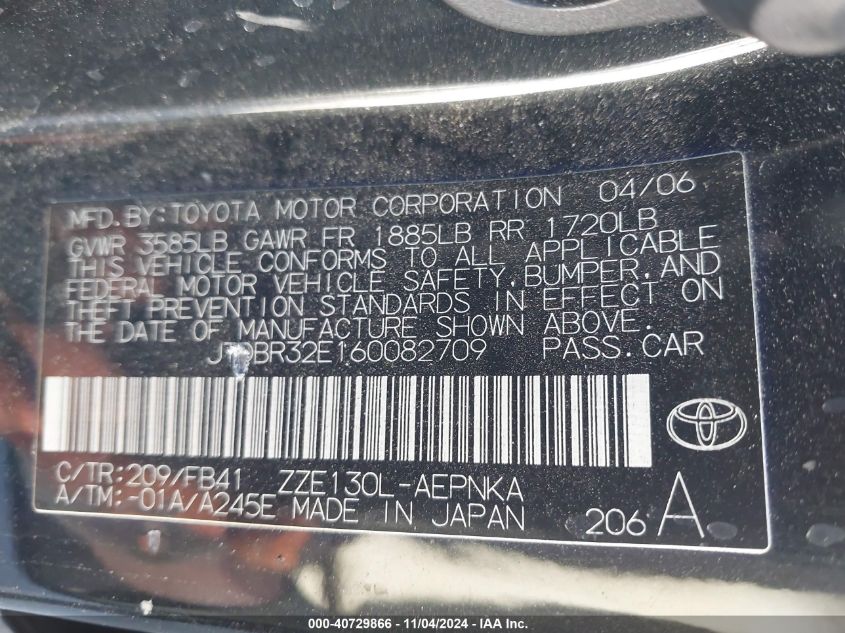 MFD.BY:TOYOTA MOTOR CORPORATION 04/06
GVWR 3585LB GAWR FR 1885LB RR 1720LB
THIS VEHICLE CONFORMS TO ALL APPLICABLE
FEDERAL MOTOR VEHICLE SAFETY,BUMPER,AND
THEFT PREVENTION STANDARDS IN EFFECT ON
THE DATE OF MANUFACTURE SHOWN ABOVE.
JTDBR32E160082709 PASS.CAR
C/TR:209/FB41 ZZE130L-AEPNKA
A/TM:-01A/A245E MADE IN JAPAN 206 A
000-40729866 - 11/04/2024 - IAA Inc.